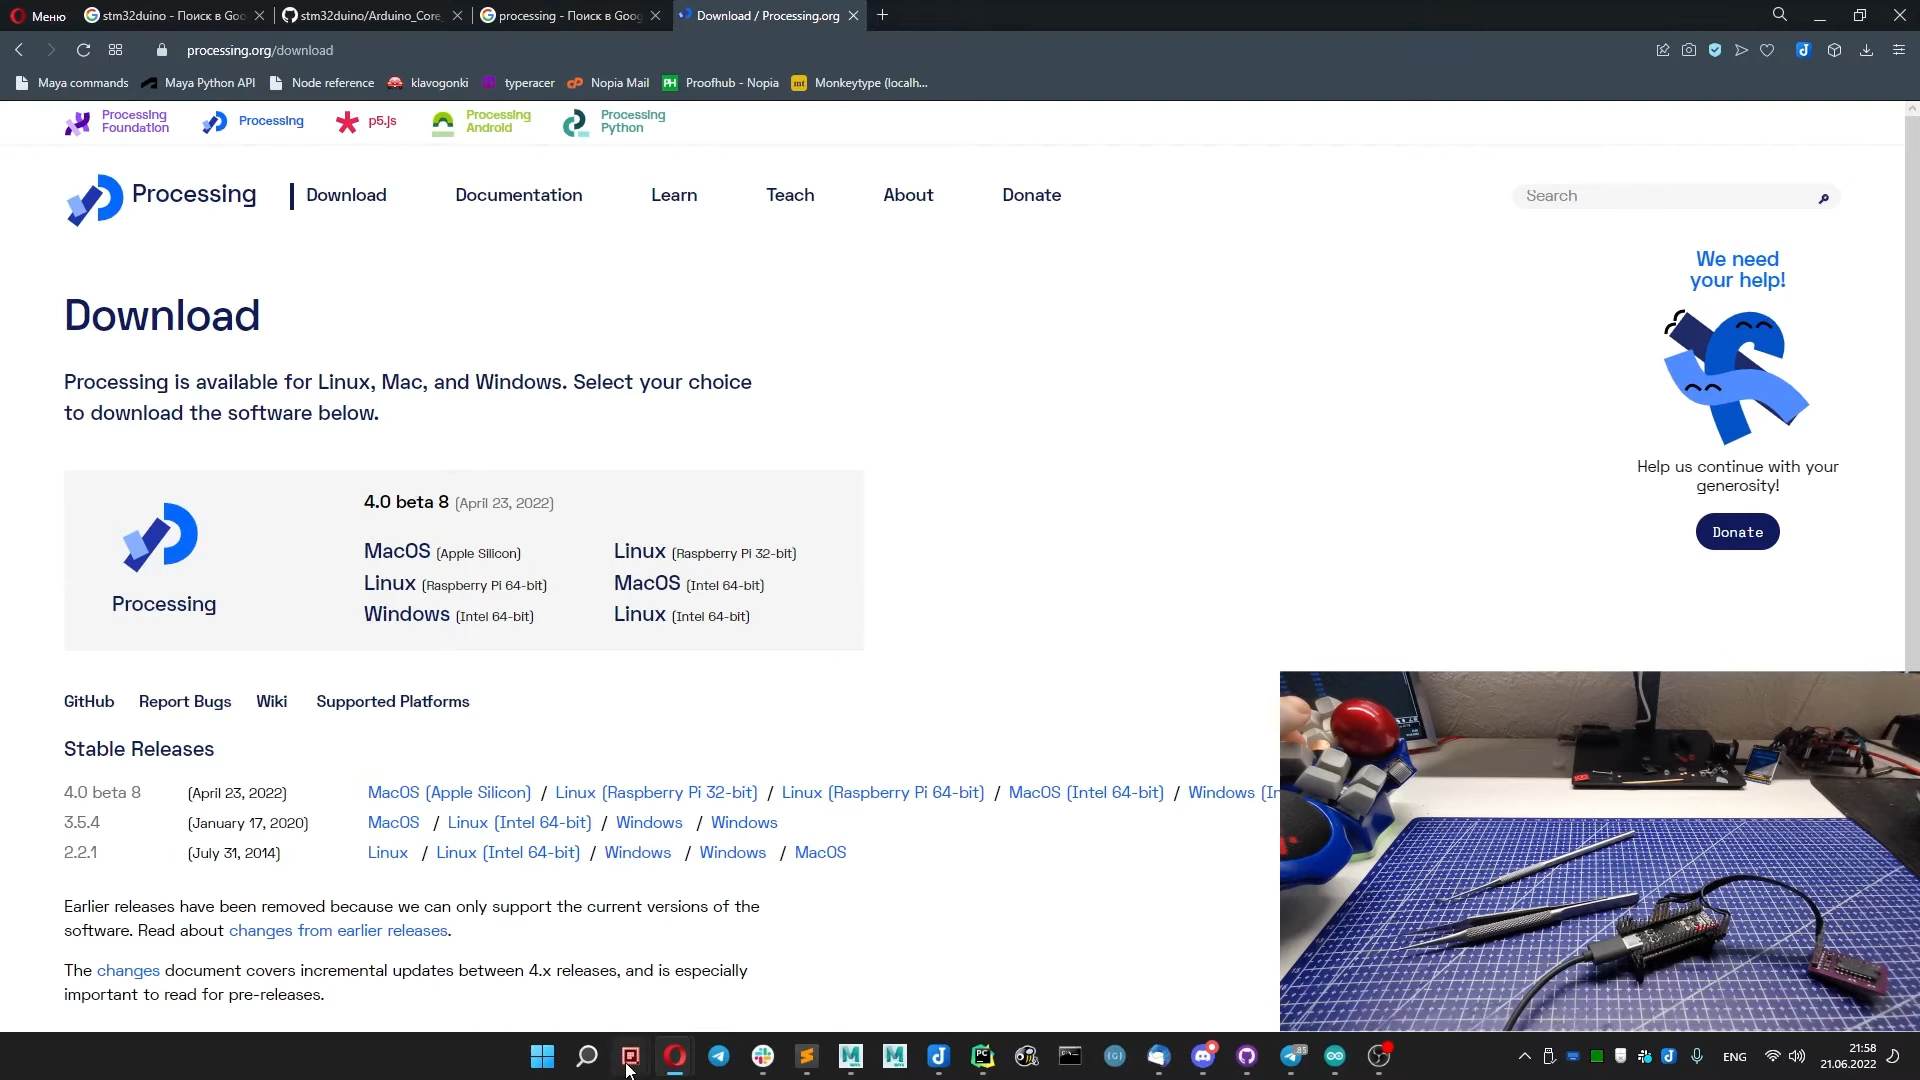 Меню
stm32duino - Поиск в Goo
stm32duino/Arduino_Core_
processing - Поиск в Goog
Download / Processing.org
processing.org/download
Maya commands
Maya Python API
Node reference
klavogonki
typeracer
Nopia Mail
Proofhub - Nopia
Monkeytype (localh...
Processing
Foundation
Processing
p5.js
Processing
Android
Processing
Python
Processing
Download
Documentation
Learn
Teach
About
Donate
Search
We need
your help!
Help us continue with your
generosity!
Donate
Download
Processing is available for Linux, Mac, and Windows. Select your choice
to download the software below.
Processing
4.0 beta 8 (April 23, 2022)
MacOS (Apple Silicon)
Linux (Raspberry Pi 32-bit)
Linux (Raspberry Pi 64-bit)
MacOS (Intel 64-bit)
Windows (Intel 64-bit)
Linux (Intel 64-bit)
GitHub
Report Bugs
Wiki
Supported Platforms
Stable Releases
4.0 beta 8 (April 23, 2022) MacOS (Apple Silicon) / Linux (Raspberry Pi 32-bit) / Linux (Raspberry Pi 64-bit) / MacOS (Intel 64-bit) / Windows (In
3.5.4 (January 17, 2020) MacOS / Linux (Intel 64-bit) / Windows / Windows
2.2.1 (July 31, 2014) Linux / Linux (Intel 64-bit) / Windows / Windows / MacOS
Earlier releases have been removed because we can only support the current versions of the
software. Read about changes from earlier releases.
The changes document covers incremental updates between 4.x releases, and is especially
important to read for pre-releases.
ENG
21:58
21.06.2022